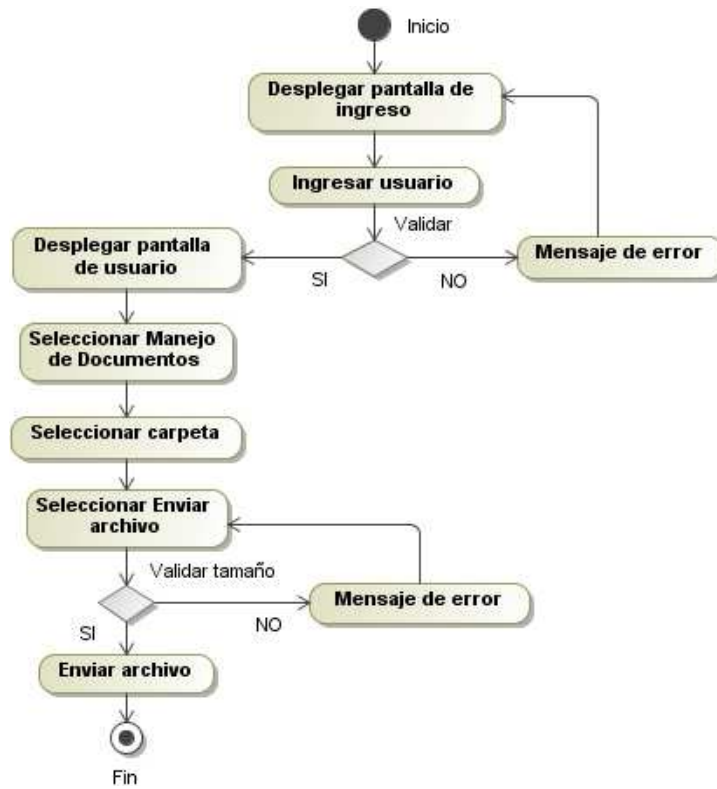 Inicio
Desplegar pantalla de
ingreso
Ingresar usuario
Validar
Desplegar pantalla
de usuario
SI
NO
Mensaje de error
Seleccionar Manejo
de Documentos
Seleccionar carpeta
Seleccionar Enviar
archivo
Validar tamaño
SI
NO
Mensaje de error
Enviar archivo
Fin